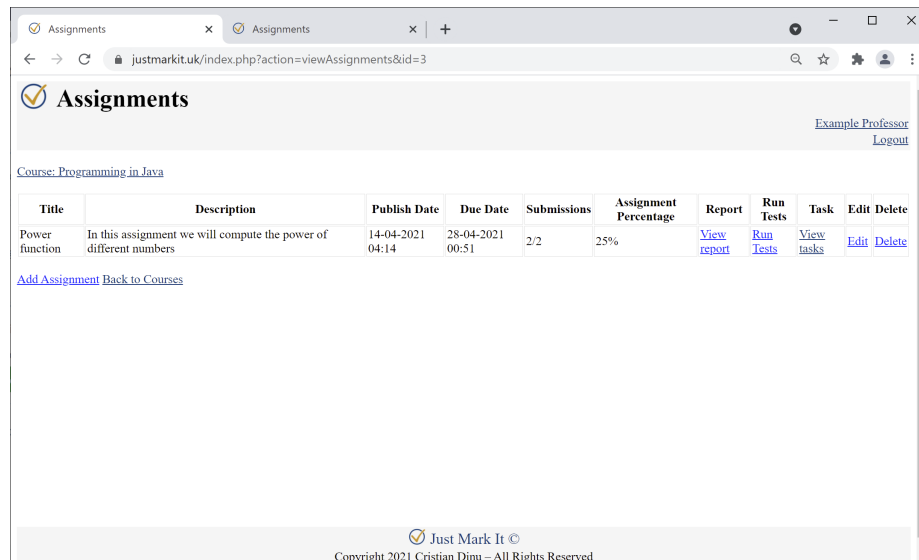 Assignments
Assignments
justmarkit.uk/index.php?action=viewAssignments&id=3
Assignments
Example Professor
Logout
Course: Programming in Java
Title Description Publish Date Due Date Submissions Assignment Percentage Report Run Tests Task Edit Delete
Power function In this assignment we will compute the power of different numbers 14-04-2021 04:14 28-04-2021 00:51 2/2 25% View report Run Tests View tasks Edit Delete
Add Assignment Back to Courses
Just Mark It ©
Copyright 2021 Cristian Dinu – All Rights Reserved